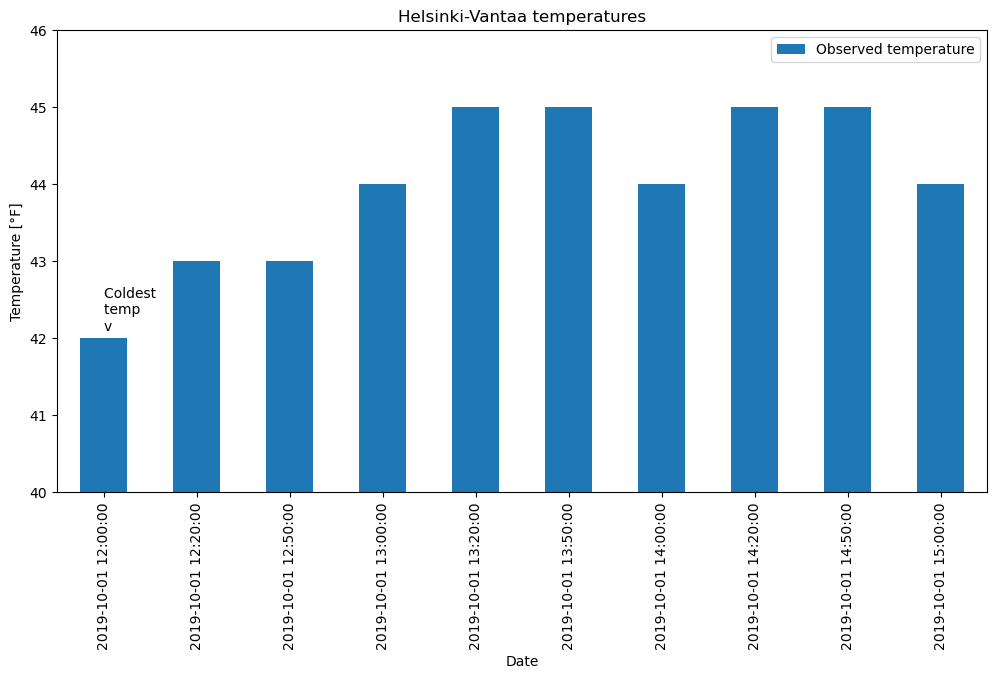 Helsinki-Vantaa temperatures
Observed temperature
Temperature [°F]
46
45
44
43
42
41
40
Coldest
temp
v
2019-10-01 12:00:00
2019-10-01 12:20:00
2019-10-01 12:50:00
2019-10-01 13:00:00
2019-10-01 13:20:00
2019-10-01 13:50:00
2019-10-01 14:00:00
2019-10-01 14:20:00
2019-10-01 14:50:00
2019-10-01 15:00:00
Date